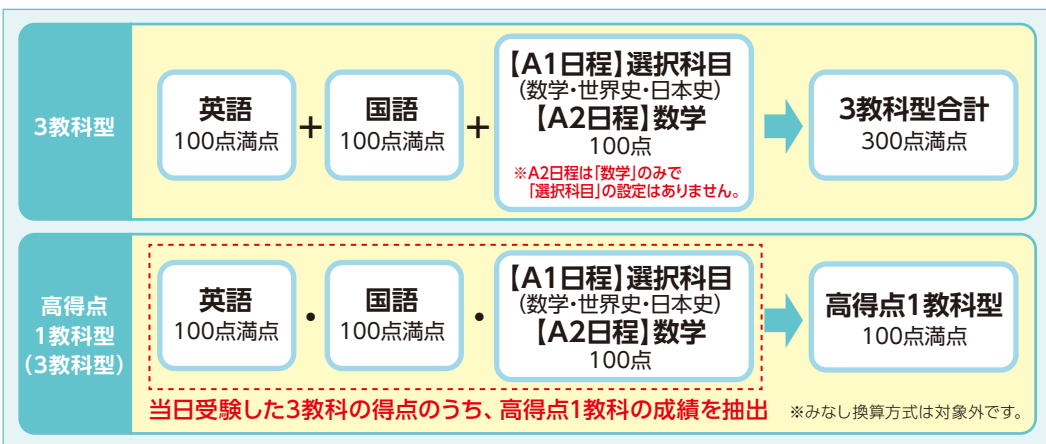 3教科型
英語
100点満点
+
国語
100点満点
+
【A1日程】選択科目
(数学・世界史・日本史)
【A2日程】数学
100点
※A2日程は「数学」のみで
「選択科目」の設定はありません。
3教科型合計
300点満点
高得点
1教科型
(3教科型)
英語
100点満点
・
国語
100点満点
・
【A1日程】選択科目
(数学・世界史・日本史)
【A2日程】数学
100点
高得点1教科型
100点満点
当日受験した3教科の得点のうち、高得点1教科の成績を抽出
※みなし換算方式は対象外です。